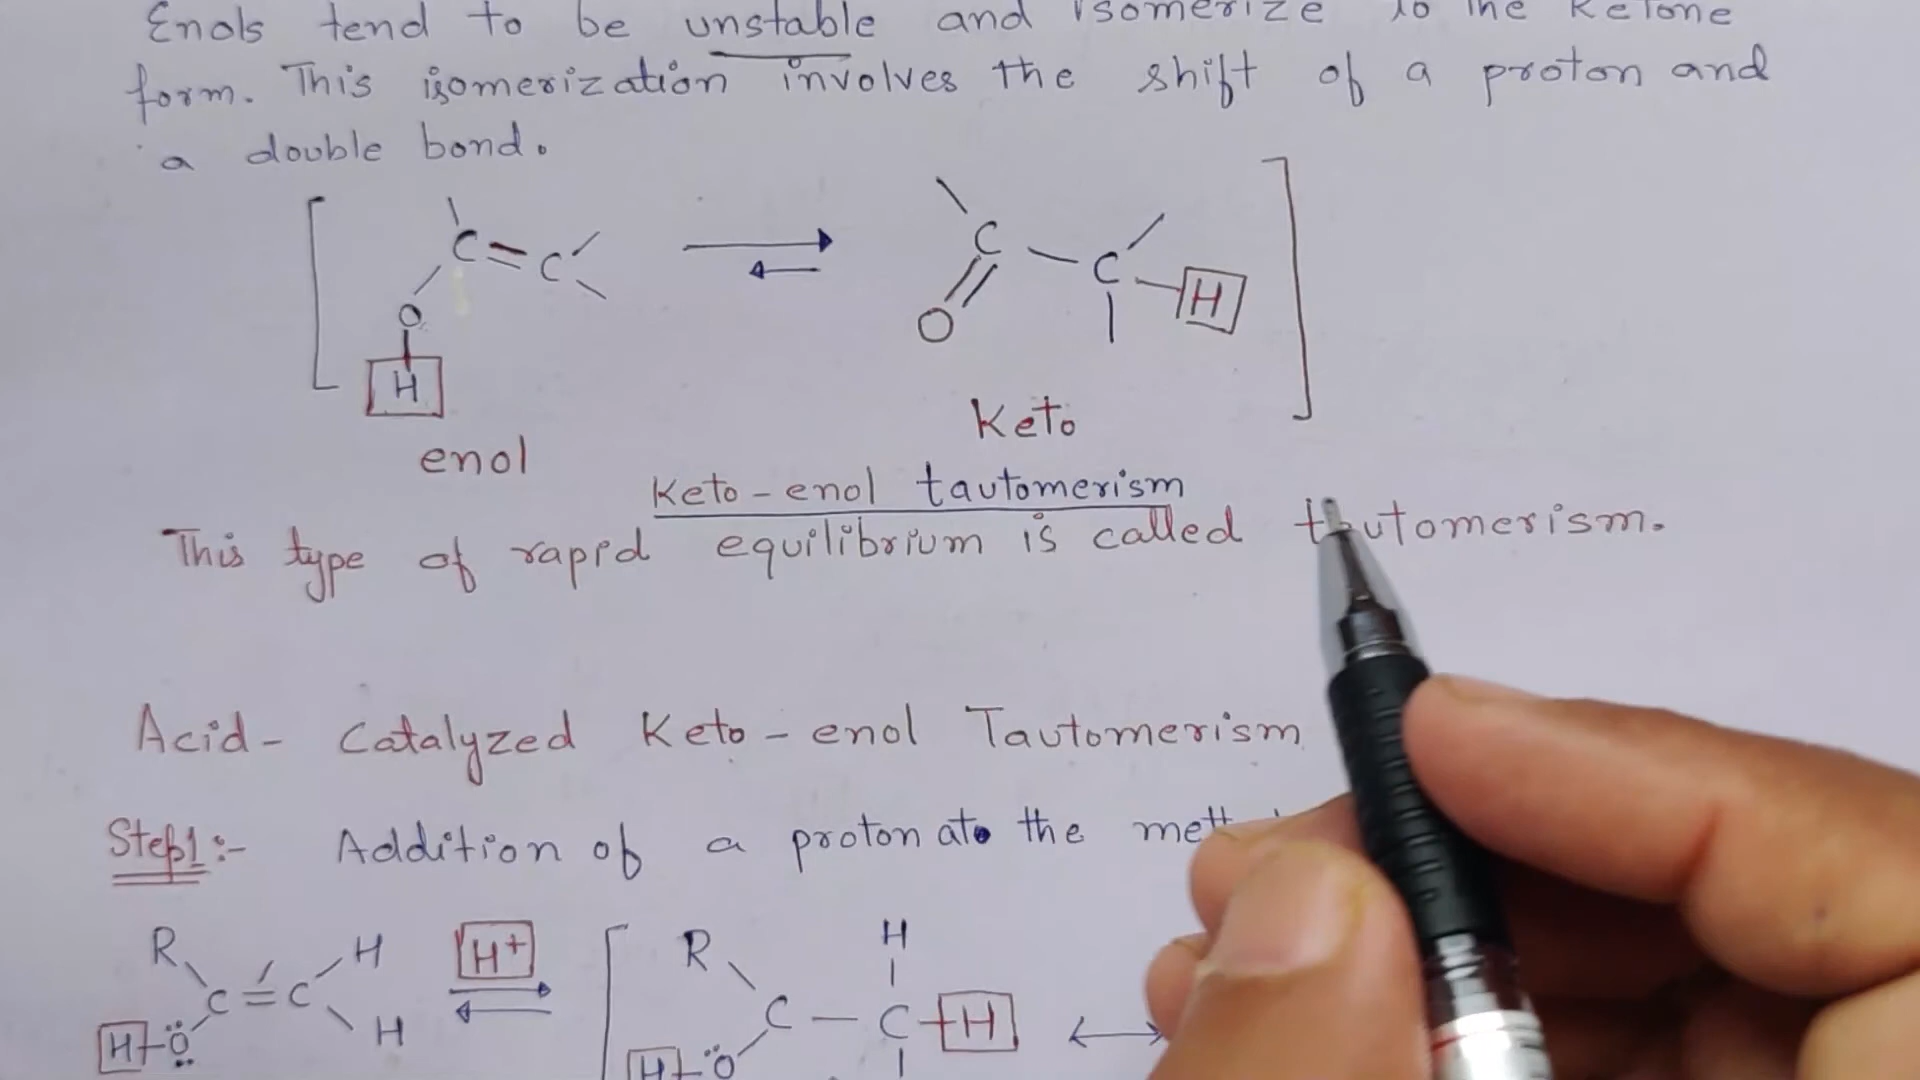 Enols tend to be unstable and isomerize to the Ketone
form. This isomerization involves the shift of a proton and
a double bond.
C = C
O
H
enol
C - C - H
O
Keto
Keto-enol tautomerism
This type of rapid equilibrium is called tautomerism.
Acid-Catalyzed Keto-enol Tautomerism
Step1:- Addition of a proton at the
R C = C H
H-O H
H+
R H
C - C - H
H-O